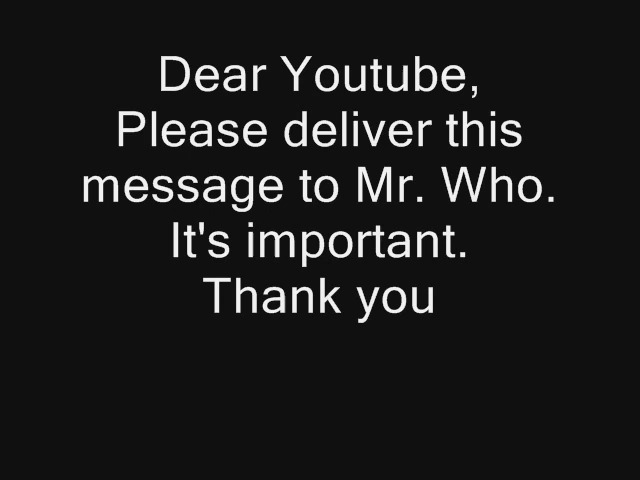 Dear Youtube,
Please deliver this
message to Mr. Who.
It's important.
Thank you